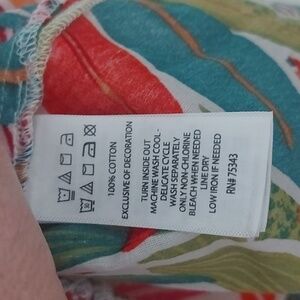 100% COTTON
EXCLUSIVE OF DECORATION
TURN INSIDE OUT
MACHINE WASH COOL -
DELICATE CYCLE
WASH SEPARATELY
ONLY NON-CHLORINE
BLEACH WHEN NEEDED
LINE DRY
LOW IRON IF NEEDED
RN# 75343